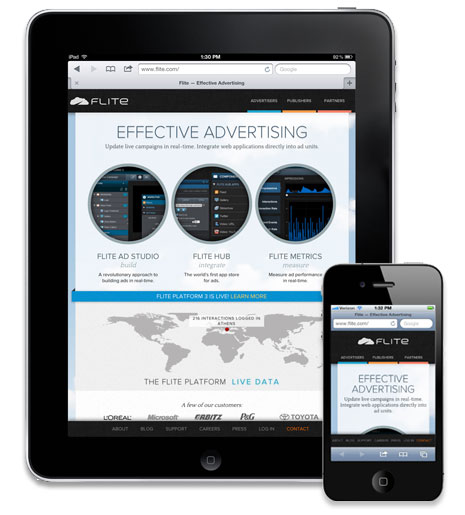 iPad 1:30 PM 82%
Flite — Effective Advertising
www.flite.com/ Google
Flite — Effective Advertising
FLITE ADVERTISERS PUBLISHERS PARTNERS
EFFECTIVE ADVERTISING
Update live campaigns in real-time. Integrate web applications directly into ad units.
FLITE AD STUDIO FLITE HUB FLITE METRICS
build integrate measure
A revolutionary approach to The world's first app store Measure ad performance
building ads in real-time. for ads. in real-time.
FLITE PLATFORM 3 IS LIVE! LEARN MORE
216 INTERACTIONS LOGGED IN
ATHENS
THE FLITE PLATFORM LIVE DATA
A few of our customers
L'ORÉAL Microsoft ORBITZ P&G TOYOTA
ABOUT BLOG SUPPORT CAREERS PRESS LOG-IN CONTACT
Verizon 1:32 PM
Flite — Effective Advertising
www.flite.com/ Google
FLITE
ADVERTISERS PUBLISHERS PARTNERS
EFFECTIVE
ADVERTISING
Update live campaigns in real-time.
Integrate web applications directly into
ad units.
ABOUT BLOG SUPPORT CAREERS PRESS LOG-IN CONTACT